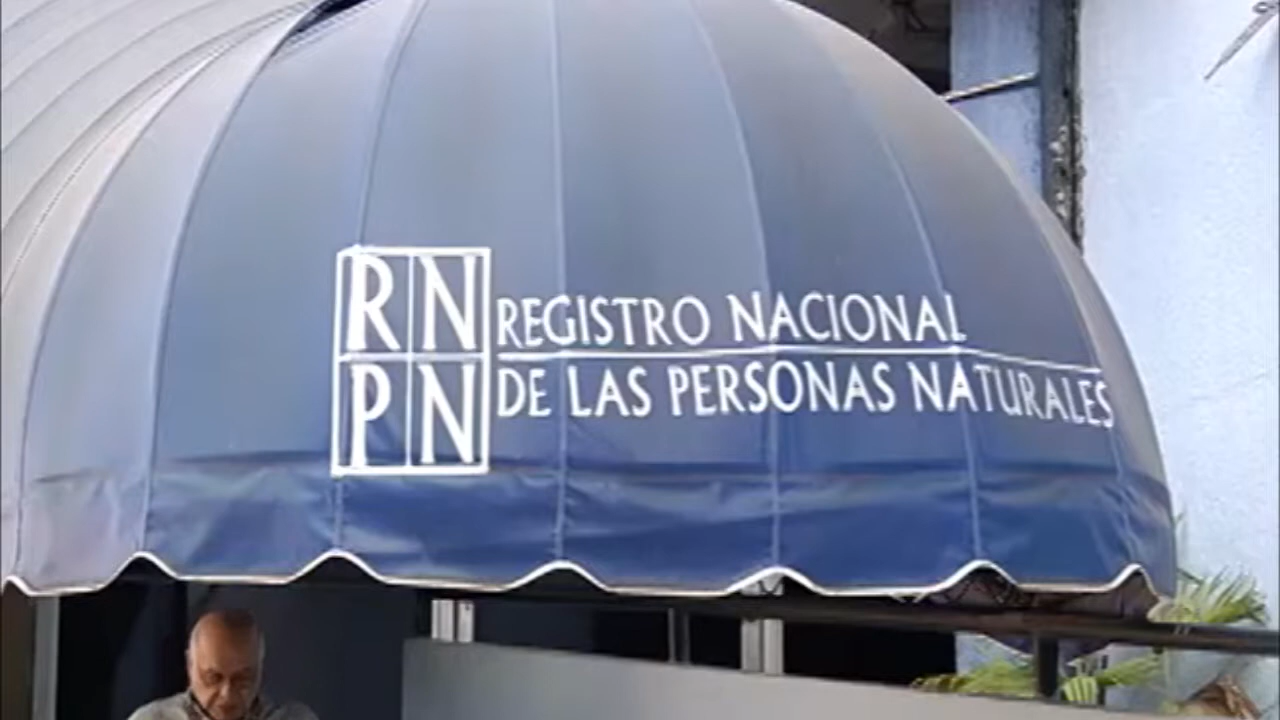 RN
PN
REGISTRO NACIONAL
DE LAS PERSONAS NATURALES